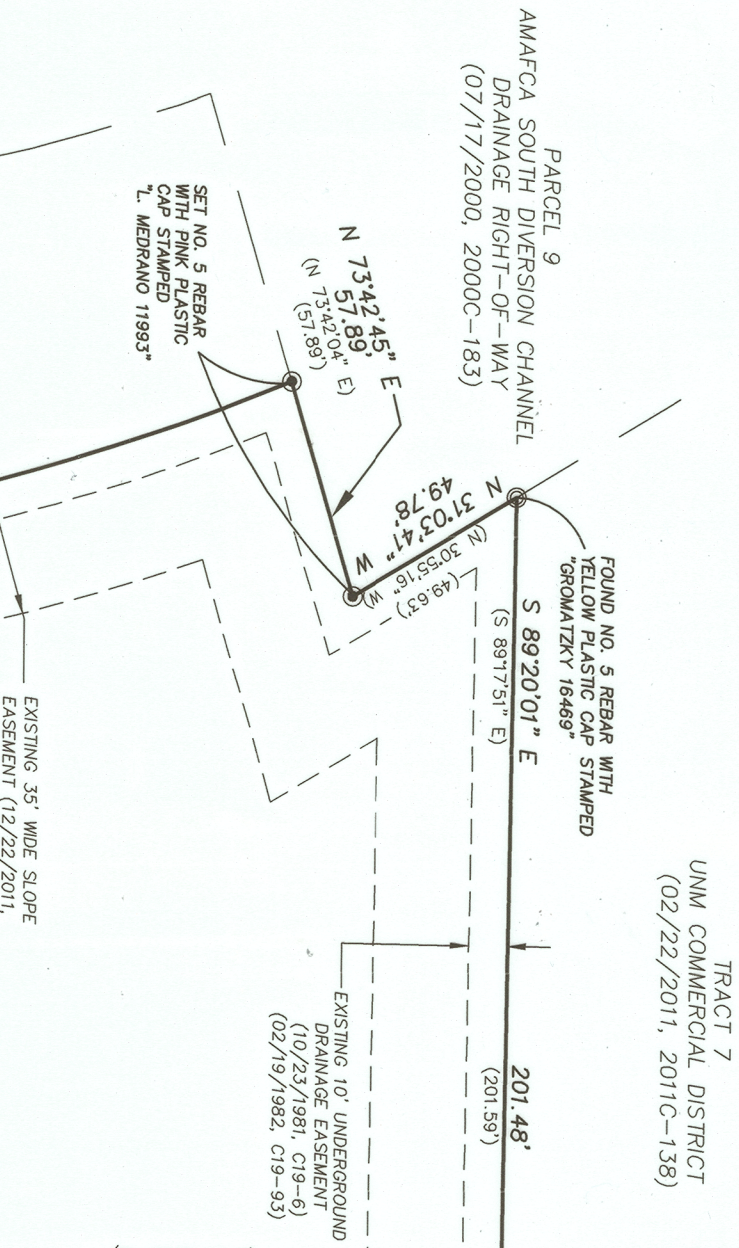 PARCEL 9
AMAFCA SOUTH DIVERSION CHANNEL
DRAINAGE RIGHT-OF-WAY
(07/17/2000, 2000C-183)
TRACT 7
UNM COMMERCIAL DISTRICT
(02/22/2011, 2011C-138)
FOUND NO. 5 REBAR WITH
YELLOW PLASTIC CAP STAMPED
"GROMATZKY 16469"
S 89°20'01" E
(S 89°17'51" E)
201.48'
(201.59')
N 31°03'41" W
49.78'
(N 30°55'16" W)
(49.63')
N 73°42'45" E
57.89'
(N 73°42'04" E)
(57.89')
SET NO. 5 REBAR
WITH PINK PLASTIC
CAP STAMPED
"L. MEDRANO 11993"
EXISTING 10' UNDERGROUND
DRAINAGE EASEMENT
(10/23/1981, C19-6)
(02/19/1982, C19-93)
EXISTING 35' WIDE SLOPE
EASEMENT (12/22/2011,